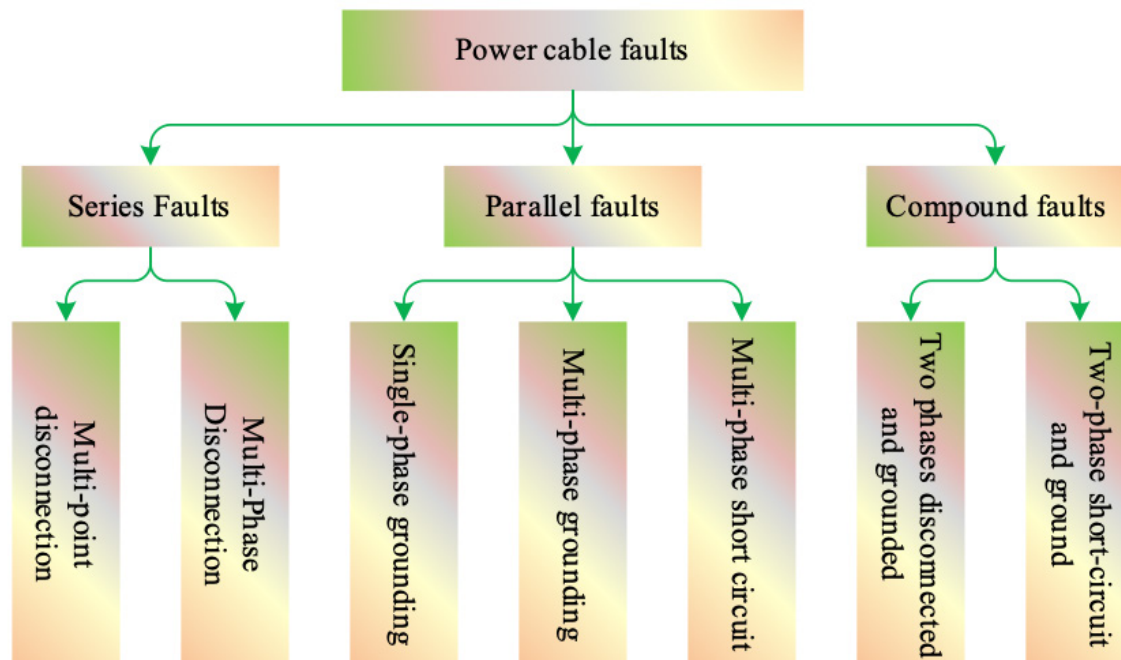 Power cable faults
Series Faults
Parallel faults
Compound faults
Multi-point
disconnection
Multi-Phase
Disconnection
Single-phase grounding
Multi-phase grounding
Multi-phase short circuit
Two phases disconnected
and grounded
Two-phase short-circuit
and ground